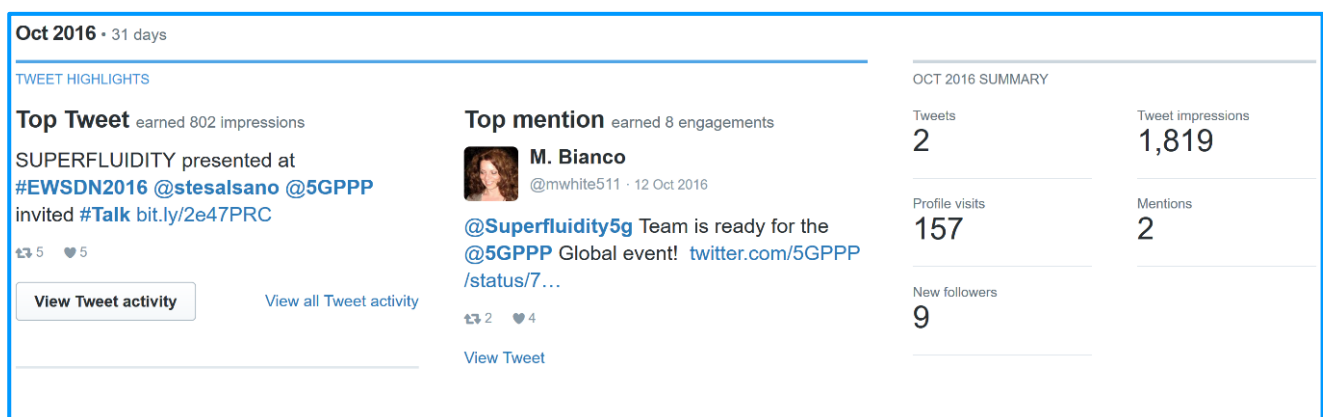 Oct 2016 • 31 days
TWEET HIGHLIGHTS
Top Tweet earned 802 impressions
SUPERFLUIDITY presented at
#EWSDN2016 @stesalsano @5GPPP
invited #Talk bit.ly/2e47PRC
5 5
View Tweet activity
View all Tweet activity
Top mention earned 8 engagements
M. Bianco
@mwhite511 · 12 Oct 2016
@Superfluidity5g Team is ready for the
@5GPPP Global event! twitter.com/5GPPP
/status/7…
2 4
View Tweet
OCT 2016 SUMMARY
Tweets
2
Tweet impressions
1,819
Profile visits
157
Mentions
2
New followers
9